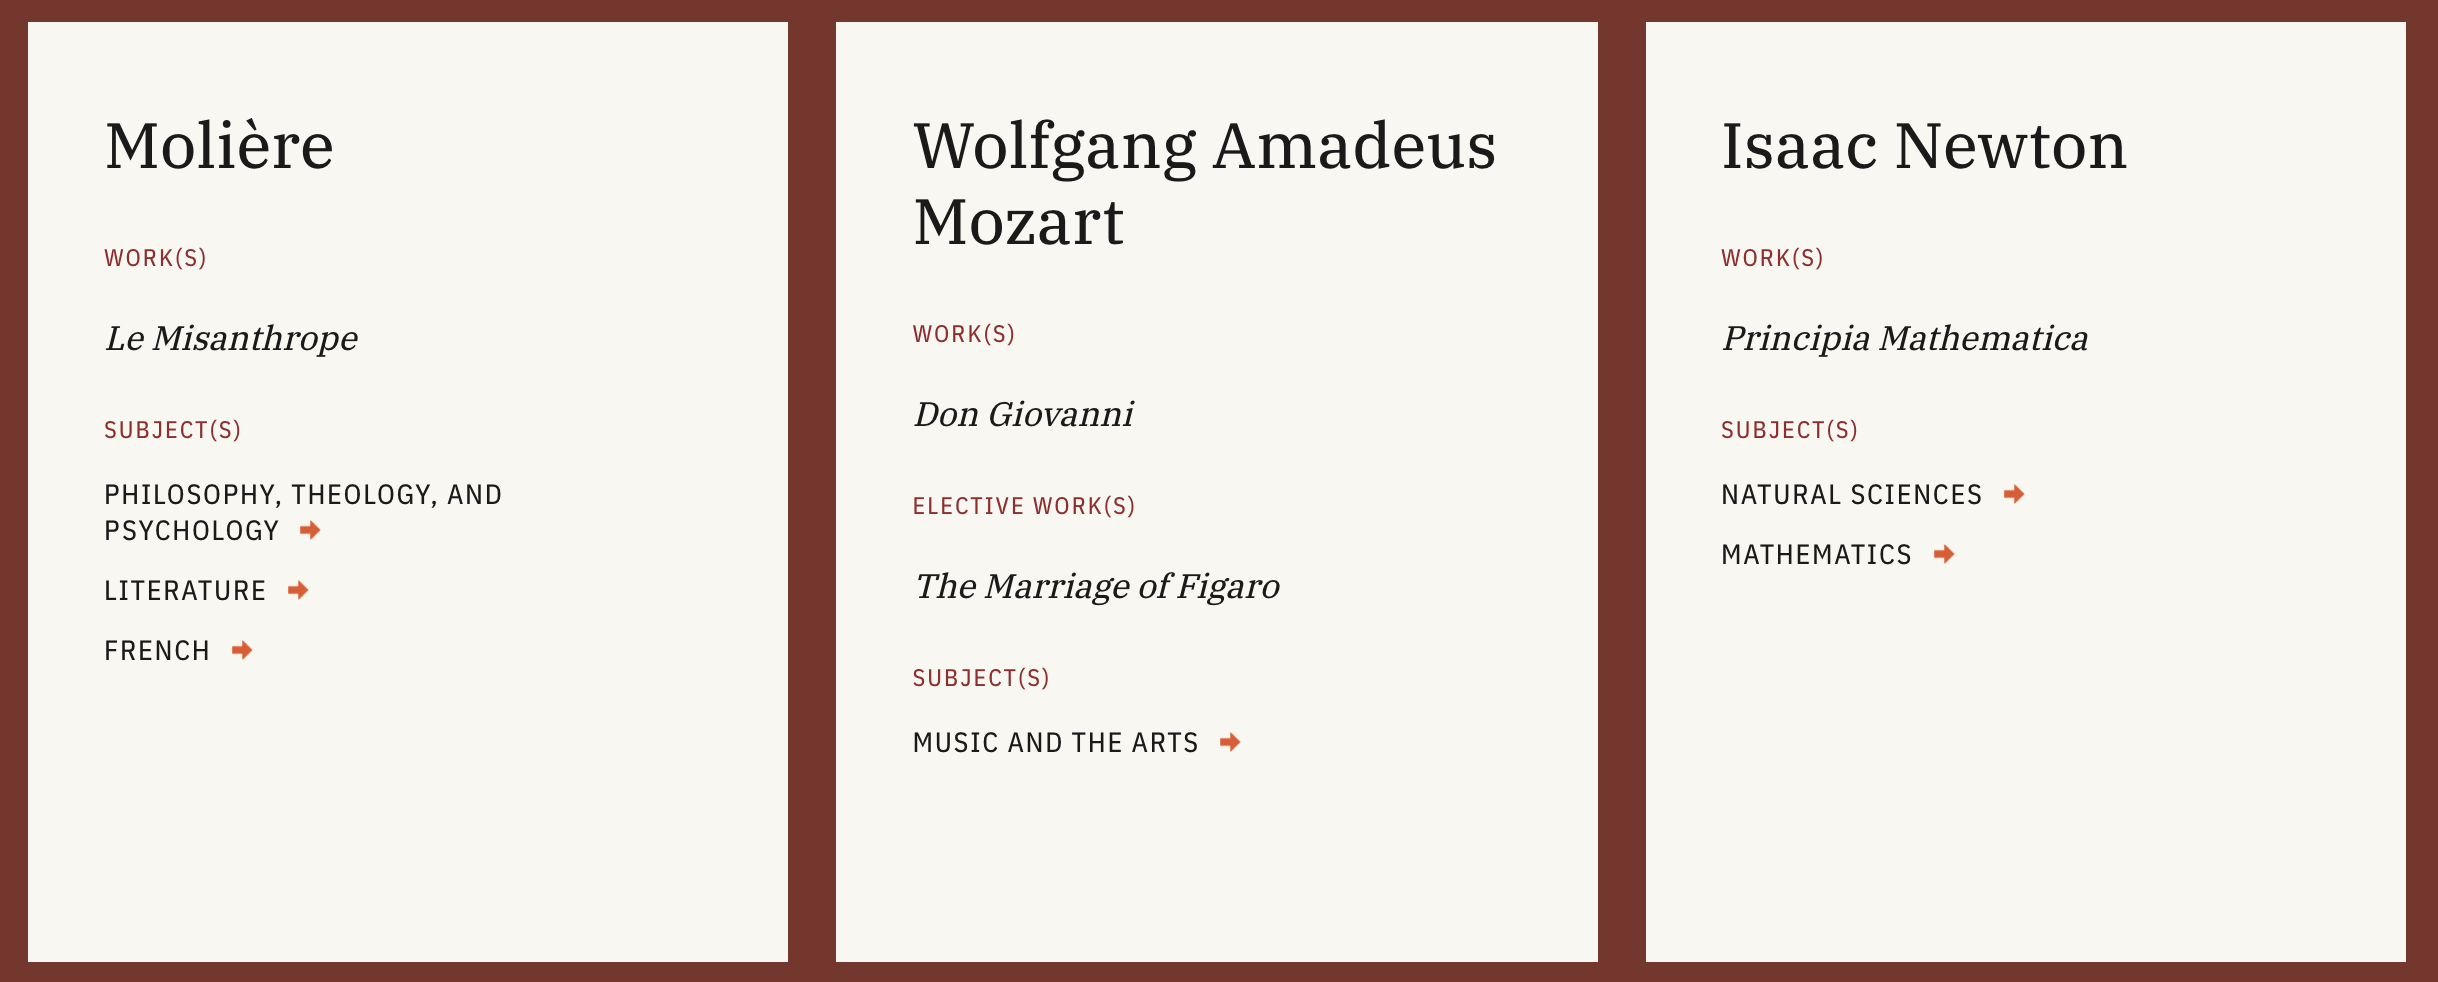 Molière
WORK(S)
Le Misanthrope
SUBJECT(S)
PHILOSOPHY, THEOLOGY, AND
PSYCHOLOGY
LITERATURE
FRENCH
Wolfgang Amadeus
Mozart
WORK(S)
Don Giovanni
ELECTIVE WORK(S)
The Marriage of Figaro
SUBJECT(S)
MUSIC AND THE ARTS
Isaac Newton
WORK(S)
Principia Mathematica
SUBJECT(S)
NATURAL SCIENCES
MATHEMATICS